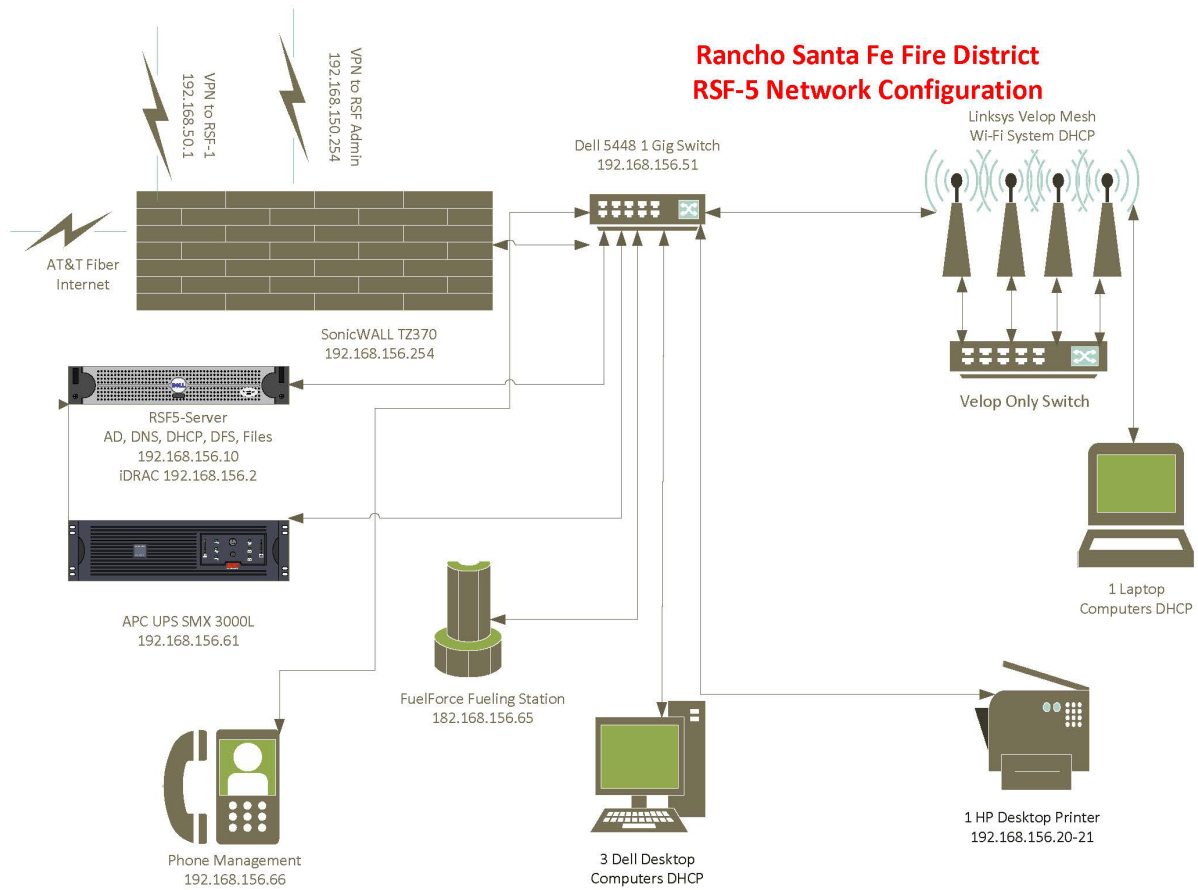 Rancho Santa Fe Fire District
RSF-5 Network Configuration
VPN to RSF-1
192.168.50.1
VPN to RSF Admin
192.168.150.254
AT&T Fiber
Internet
SonicWALL TZ370
192.168.156.254
Dell 5448 1 Gig Switch
192.168.156.51
Linksys Velop Mesh
Wi-Fi System DHCP
Velop Only Switch
DELL
RSF5-Server
AD, DNS, DHCP, DFS, Files
192.168.156.10
iDRAC 192.168.156.2
APC UPS SMX 3000L
192.168.156.61
1 Laptop
Computers DHCP
FuelForce Fueling Station
182.168.156.65
Phone Management
192.168.156.66
3 Dell Desktop
Computers DHCP
1 HP Desktop Printer
192.168.156.20-21